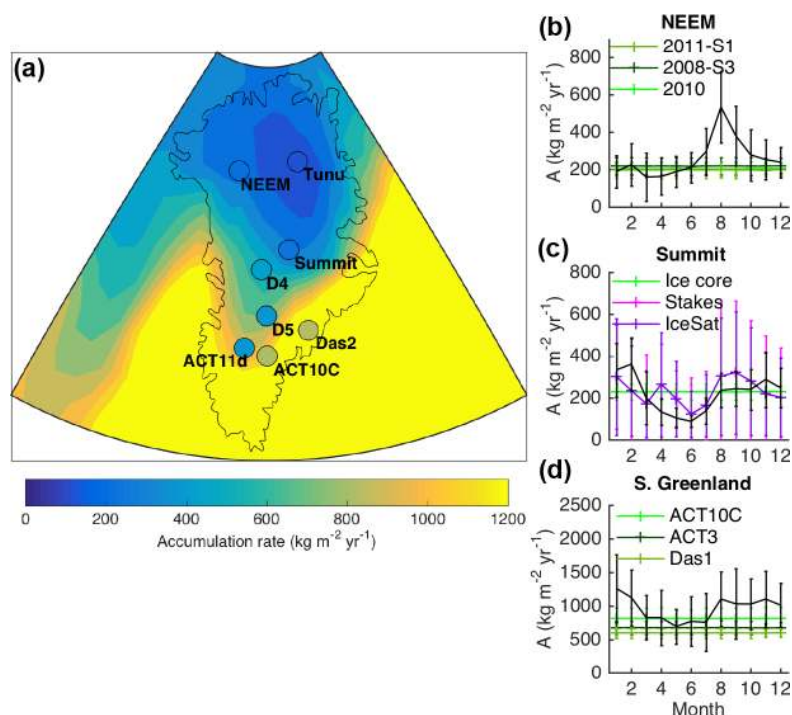 (a)
NEEM
Tunu
Summit
D4
D5
Das2
ACT11d
ACT10C
0 200 400 600 800 1000 1200
Accumulation rate (kg m⁻² yr⁻¹)
(b) NEEM
2011-S1
2008-S3
2010
A (kg m⁻² yr⁻¹)
800
600
400
200
0
2 4 6 8 10 12
(c) Summit
Ice core
Stakes
IceSat
A (kg m⁻² yr⁻¹)
800
600
400
200
0
2 4 6 8 10 12
(d) S. Greenland
ACT10C
ACT3
Das1
A (kg m⁻² yr⁻¹)
2500
2000
1500
1000
500
0
2 4 6 8 10 12
Month